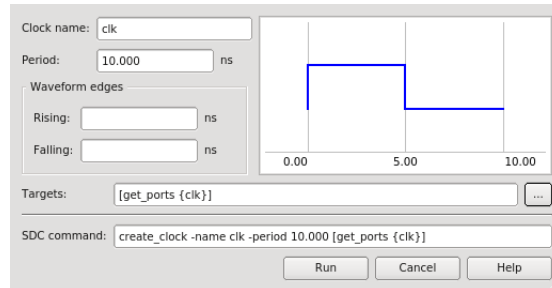 Clock name: clk
Period: 10.000 ns
Waveform edges
Rising: ns
Falling: ns
0.00 5.00 10.00
Targets: [get_ports {clk}] ...
SDC command: create_clock -name clk -period 10.000 [get_ports {clk}]
Run Cancel Help